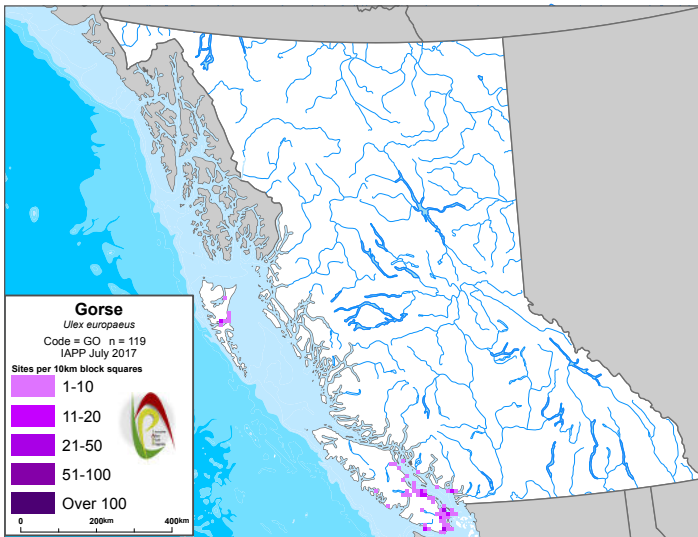 Gorse
Ulex europaeus
Code = GO n = 119
IAPP July 2017
Sites per 10km block squares
1-10
11-20
21-50
51-100
Over 100
0 200km 400km